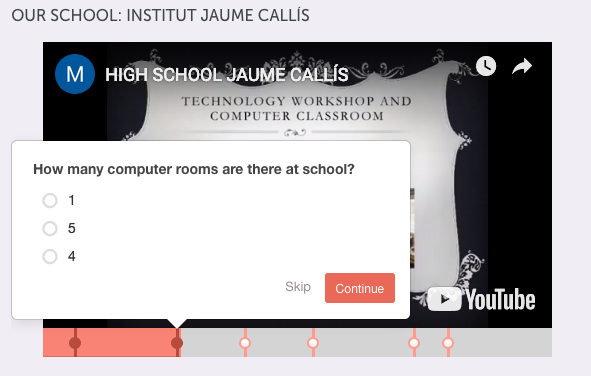 OUR SCHOOL: INSTITUT JAUME CALLÍS
M HIGH SCHOOL JAUME CALLÍS
TECHNOLOGY WORKSHOP AND
COMPUTER CLASSROOM
How many computer rooms are there at school?
1
5
4
Skip Continue
YouTube